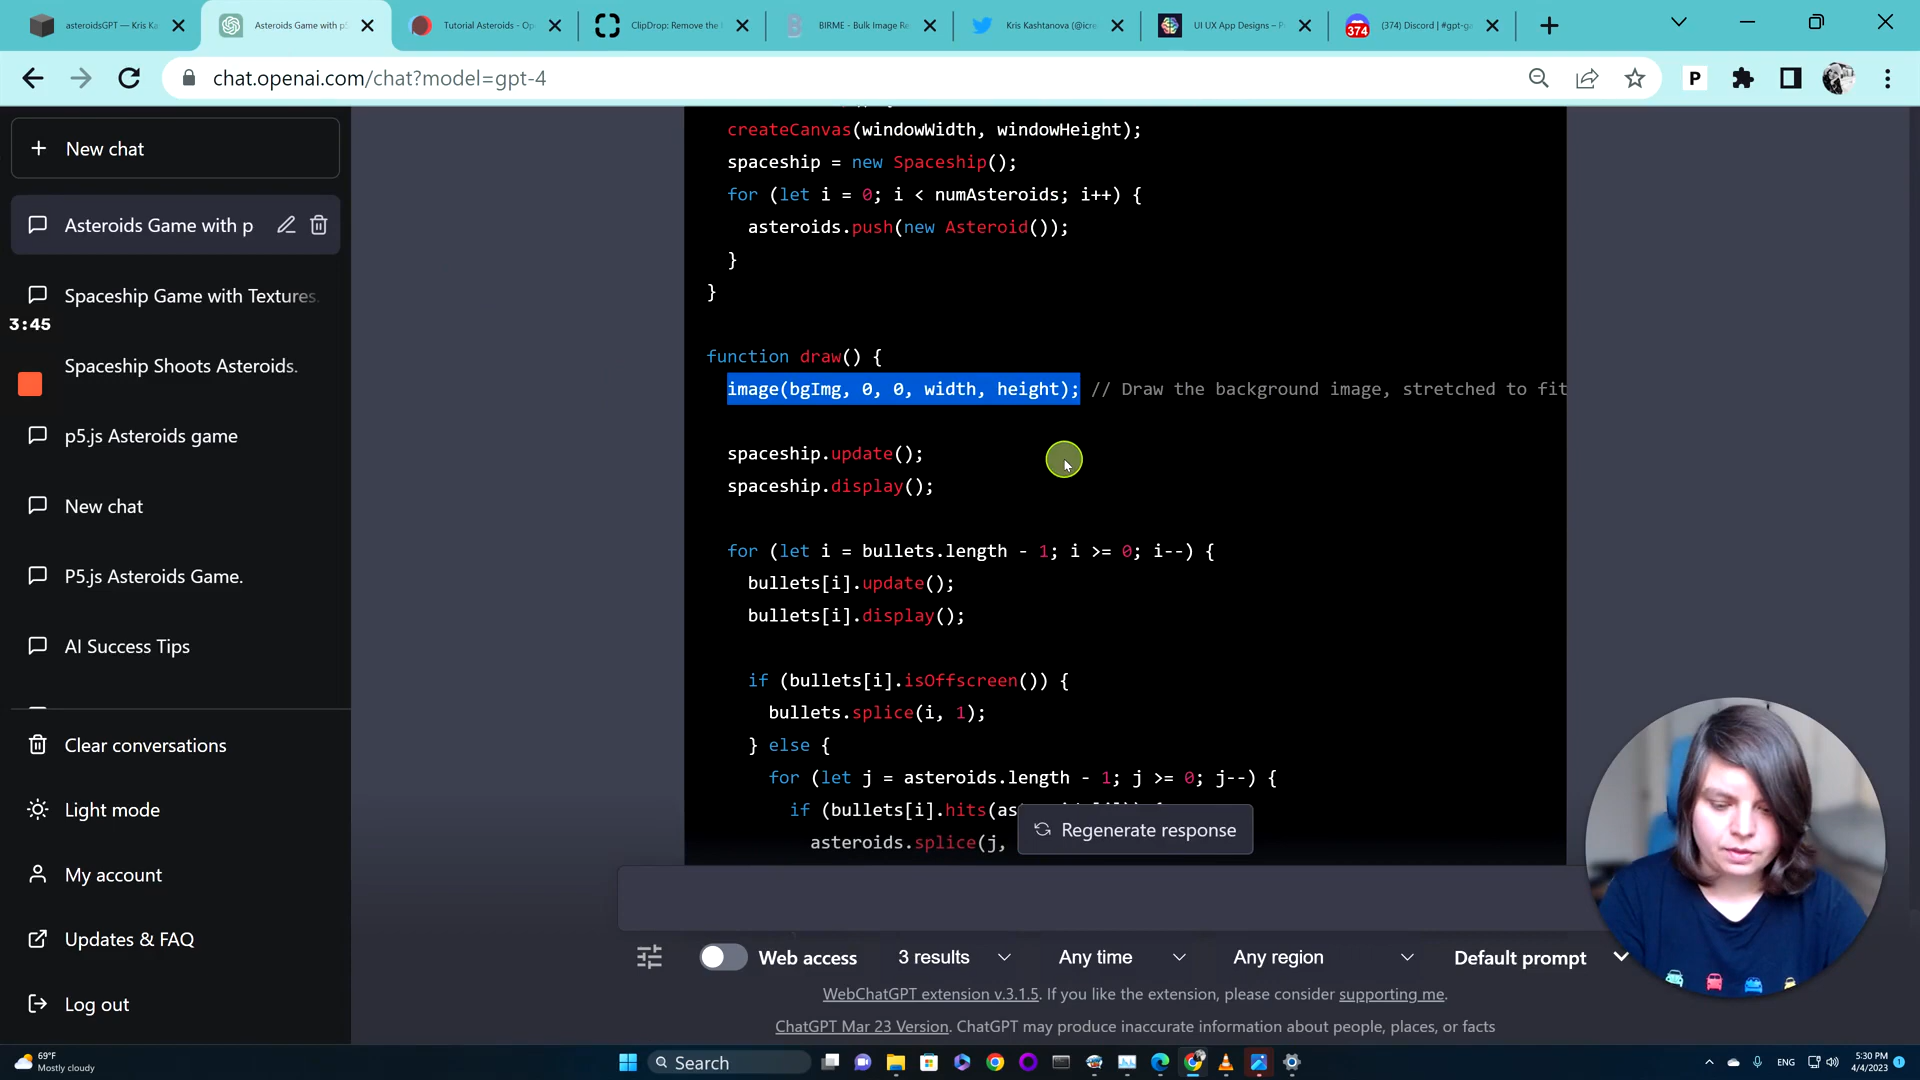 asteroidsGPT — Kris Ka
Asteroids Game with p5
Tutorial Asteroids - Op
ClipDrop: Remove the
BIRME - Bulk Image Re
Kris Kashtanova (@icre
UI UX App Designs – P
(374) Discord | #gpt-ga
374
chat.openai.com/chat?model=gpt-4
P
New chat
Asteroids Game with p
Spaceship Game with Textures.
3:45
Spaceship Shoots Asteroids.
p5.js Asteroids game
New chat
P5.js Asteroids Game.
AI Success Tips
Clear conversations
Light mode
My account
Updates & FAQ
Log out
createCanvas(windowWidth, windowHeight);
spaceship = new Spaceship();
for (let i = 0; i < numAsteroids; i++) {
asteroids.push(new Asteroid());
}
}
function draw() {
image(bgImg, 0, 0, width, height); // Draw the background image, stretched to fit
spaceship.update();
spaceship.display();
for (let i = bullets.length - 1; i >= 0; i--) {
bullets[i].update();
bullets[i].display();
if (bullets[i].isOffscreen()) {
bullets.splice(i, 1);
} else {
for (let j = asteroids.length - 1; j >= 0; j--) {
if (bullets[i].hits(as
asteroids.splice(j,
Regenerate response
Web access
3 results
Any time
Any region
Default prompt
WebChatGPT extension v.3.1.5. If you like the extension, please consider supporting me.
ChatGPT Mar 23 Version. ChatGPT may produce inaccurate information about people, places, or facts
69°F
Mostly cloudy
Search
ENG
5:30 PM
4/4/2023
1